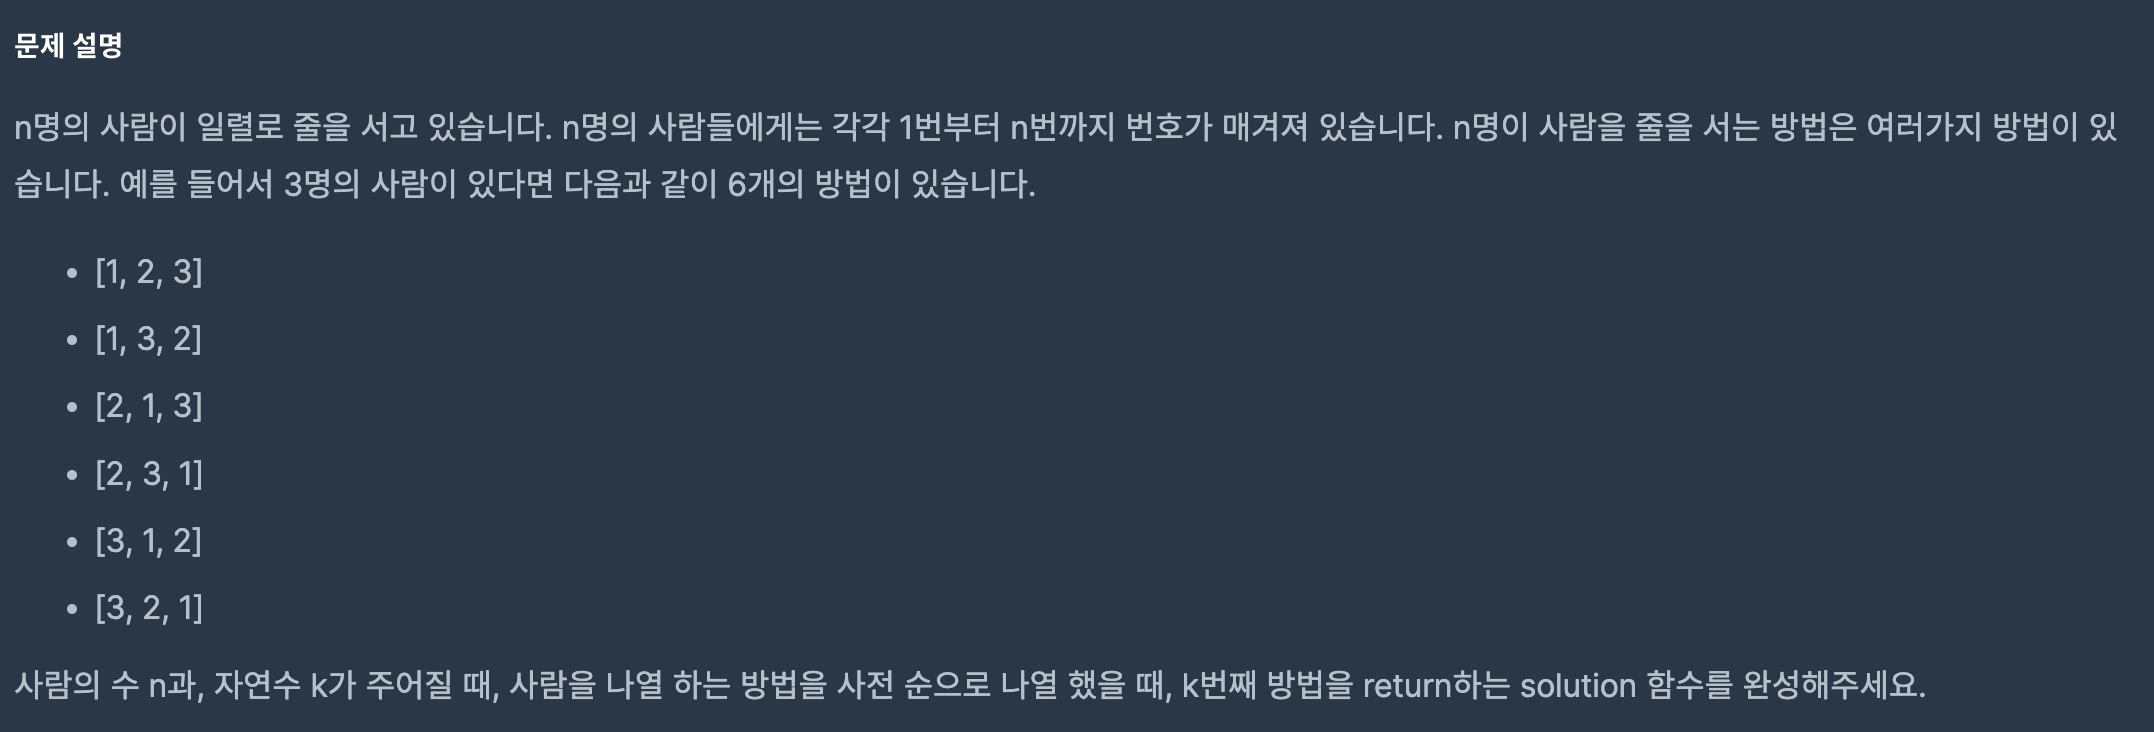 문제 설명
n명의 사람이 일렬로 줄을 서고 있습니다. n명의 사람들에게는 각각 1번부터 n번까지 번호가 매겨져 있습니다. n명이 사람을 줄을 서는 방법은 여러가지 방법이 있
습니다. 예를 들어서 3명의 사람이 있다면 다음과 같이 6개의 방법이 있습니다.
• [1, 2, 3]
• [1, 3, 2]
• [2, 1, 3]
• [2, 3, 1]
• [3, 1, 2]
• [3, 2, 1]
사람의 수 n과, 자연수 k가 주어질 때, 사람을 나열 하는 방법을 사전 순으로 나열 했을 때, k번째 방법을 return하는 solution 함수를 완성해주세요.